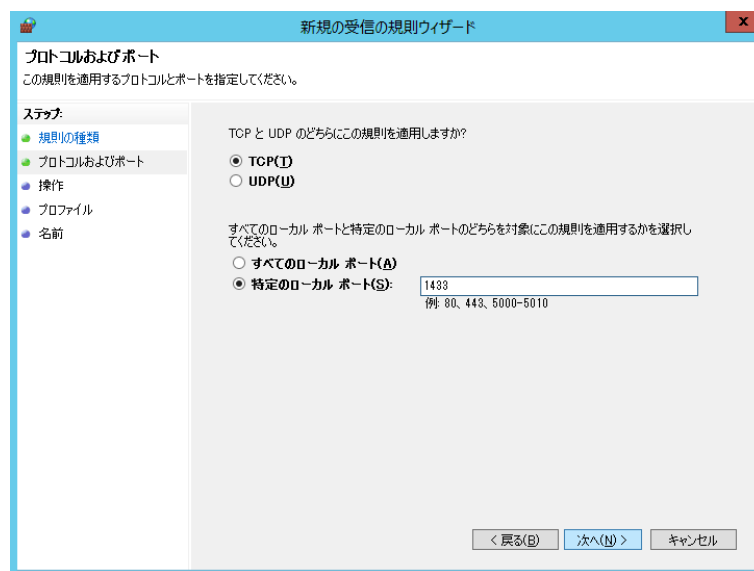 新規の受信の規則ウィザード
x
プロトコルおよびポート
この規則を適用するプロトコルとポートを指定してください。
ステップ:
規則の種類
プロトコルおよびポート
操作
プロファイル
名前
TCP と UDP のどちらにこの規則を適用しますか?
TCP(T)
UDP(U)
すべてのローカル ポートと特定のローカル ポートのどちらを対象にこの規則を適用するかを選択し
てください。
すべてのローカル ポート(A)
特定のローカル ポート(S):
1433
例: 80、443、5000-5010
< 戻る(B)
次へ(N) >
キャンセル